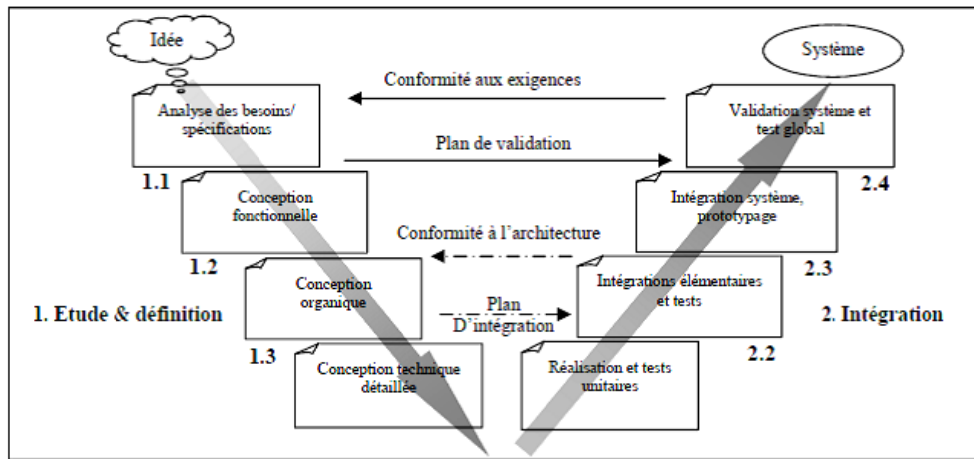 Idée
Système
Conformité aux exigences
Analyse des besoins/
spécifications
Validation système et
test global
Plan de validation
1.1
2.4
Conception
fonctionnelle
Intégration système,
prototypage
Conformité à l'architecture
1.2
2.3
Conception
organique
Intégrations élémentaires
et tests
1. Etude & définition
Plan
D'intégration
2. Intégration
1.3
2.2
Conception technique
détaillée
Réalisation et tests
unitaires